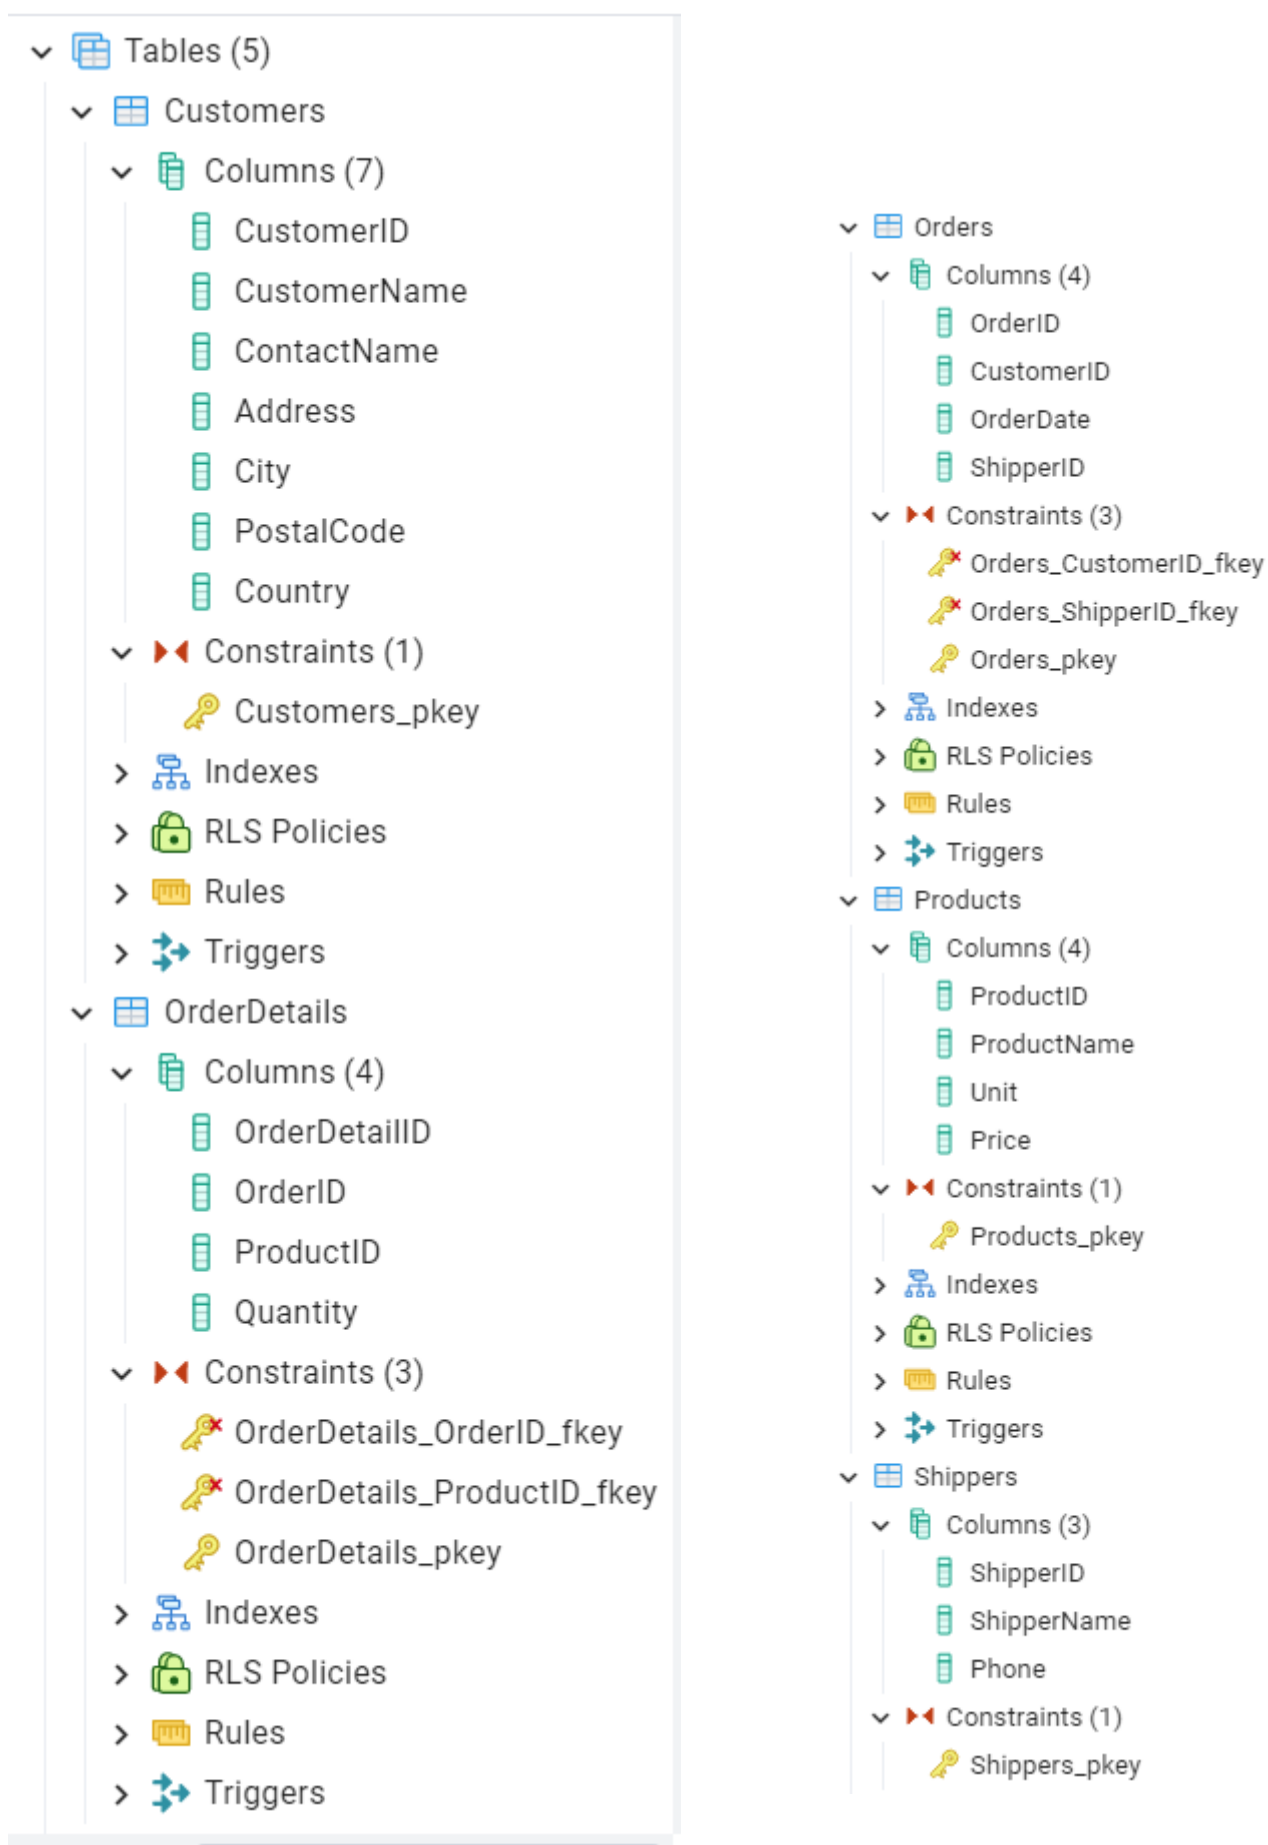 Tables (5)
Customers
Columns (7)
CustomerID
CustomerName
ContactName
Address
City
PostalCode
Country
Constraints (1)
Customers_pkey
Indexes
RLS Policies
Rules
Triggers
OrderDetails
Columns (4)
OrderDetailID
OrderID
ProductID
Quantity
Constraints (3)
OrderDetails_OrderID_fkey
OrderDetails_ProductID_fkey
OrderDetails_pkey
Indexes
RLS Policies
Rules
Triggers
Orders
Columns (4)
OrderID
CustomerID
OrderDate
ShipperID
Constraints (3)
Orders_CustomerID_fkey
Orders_ShipperID_fkey
Orders_pkey
Indexes
RLS Policies
Rules
Triggers
Products
Columns (4)
ProductID
ProductName
Unit
Price
Constraints (1)
Products_pkey
Indexes
RLS Policies
Rules
Triggers
Shippers
Columns (3)
ShipperID
ShipperName
Phone
Constraints (1)
Shippers_pkey